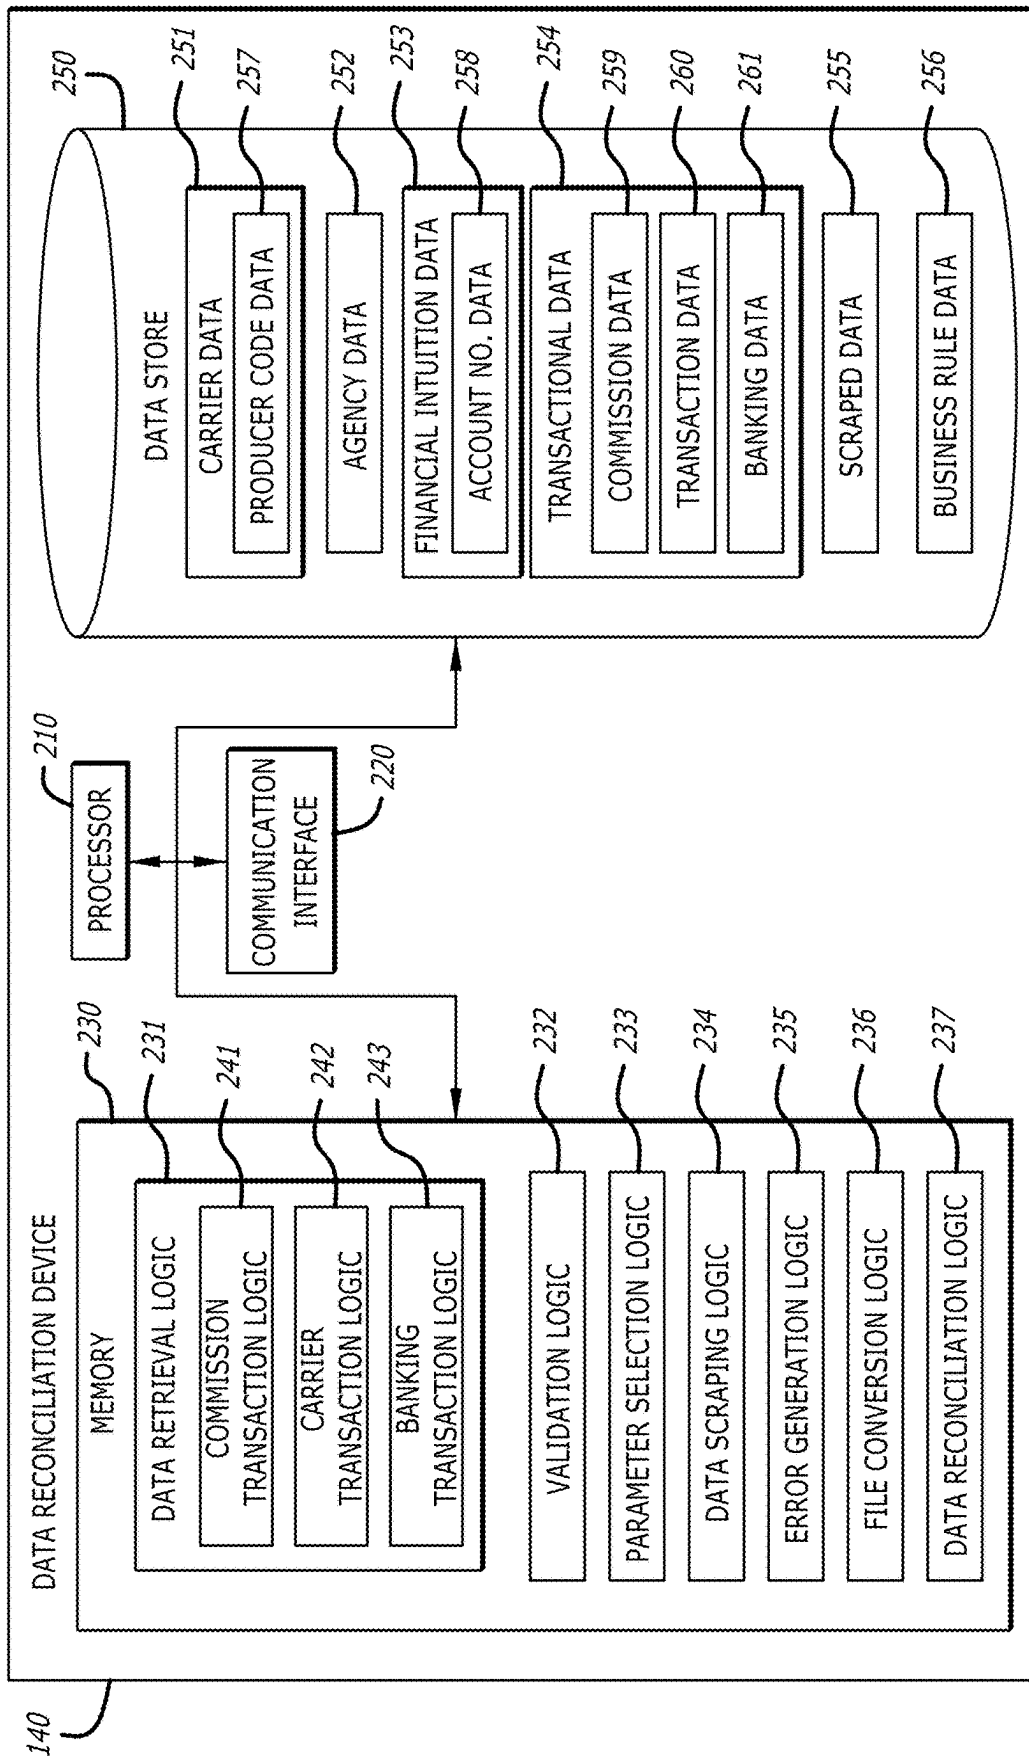 140
DATA RECONCILIATION DEVICE
MEMORY
230
DATA RETRIEVAL LOGIC
231
COMMISSION
TRANSACTION LOGIC
241
CARRIER
TRANSACTION LOGIC
242
BANKING
TRANSACTION LOGIC
243
VALIDATION LOGIC
232
PARAMETER SELECTION LOGIC
233
DATA SCRAPING LOGIC
234
ERROR GENERATION LOGIC
235
FILE CONVERSION LOGIC
236
DATA RECONCILIATION LOGIC
237
PROCESSOR
210
COMMUNICATION
INTERFACE
220
250
DATA STORE
CARRIER DATA
251
PRODUCER CODE DATA
257
AGENCY DATA
252
FINANCIAL INTUITION DATA
253
ACCOUNT NO. DATA
258
TRANSACTIONAL DATA
254
COMMISSION DATA
259
TRANSACTION DATA
260
BANKING DATA
261
SCRAPED DATA
255
BUSINESS RULE DATA
256